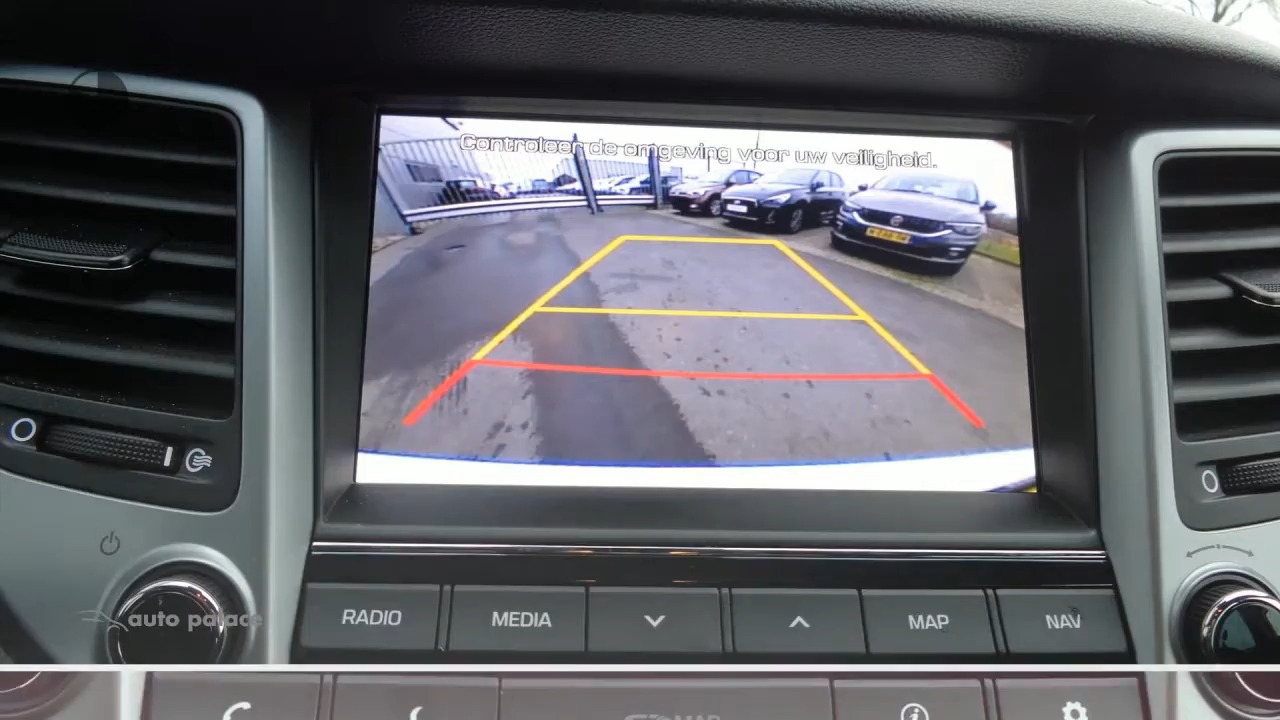 Controleer de omgeving voor uw veiligheid.
auto palace
RADIO
MEDIA
MAP
NAV